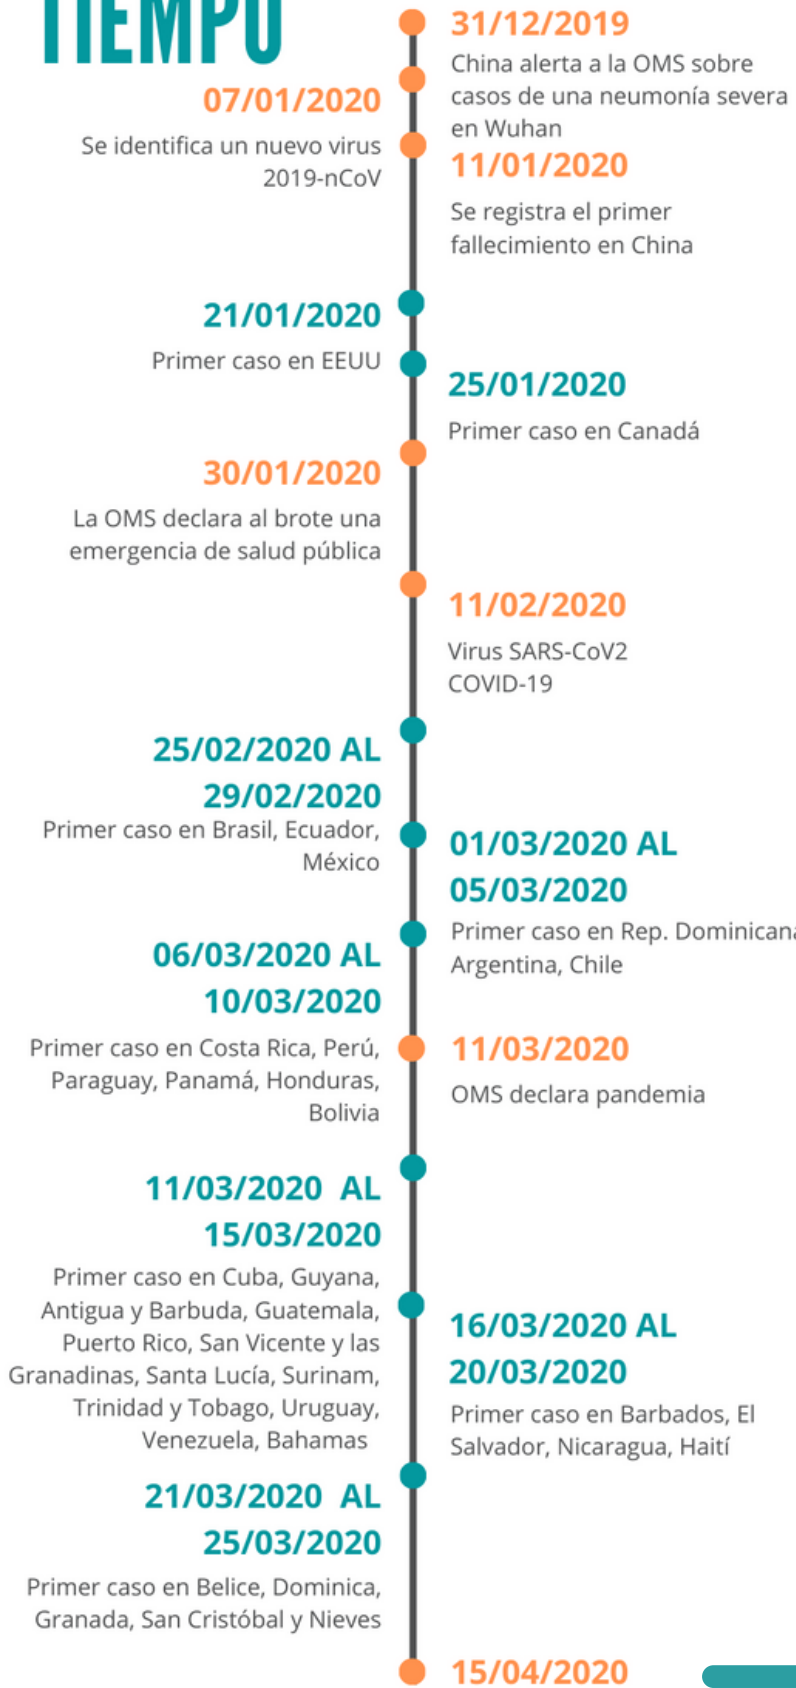 TIEMPO
31/12/2019
China alerta a la OMS sobre
casos de una neumonía severa
en Wuhan
07/01/2020
Se identifica un nuevo virus
2019-nCoV
11/01/2020
Se registra el primer
fallecimiento en China
21/01/2020
Primer caso en EEUU
25/01/2020
Primer caso en Canadá
30/01/2020
La OMS declara al brote una
emergencia de salud pública
11/02/2020
Virus SARS-CoV2
COVID-19
25/02/2020 AL
29/02/2020
Primer caso en Brasil, Ecuador,
México
01/03/2020 AL
05/03/2020
Primer caso en Rep. Dominicana
Argentina, Chile
06/03/2020 AL
10/03/2020
Primer caso en Costa Rica, Perú,
Paraguay, Panamá, Honduras,
Bolivia
11/03/2020
OMS declara pandemia
11/03/2020 AL
15/03/2020
Primer caso en Cuba, Guyana,
Antigua y Barbuda, Guatemala,
Puerto Rico, San Vicente y las
Granadinas, Santa Lucía, Surinam,
Trinidad y Tobago, Uruguay,
Venezuela, Bahamas
16/03/2020 AL
20/03/2020
Primer caso en Barbados, El
Salvador, Nicaragua, Haití
21/03/2020 AL
25/03/2020
Primer caso en Belice, Dominica,
Granada, San Cristóbal y Nieves
15/04/2020